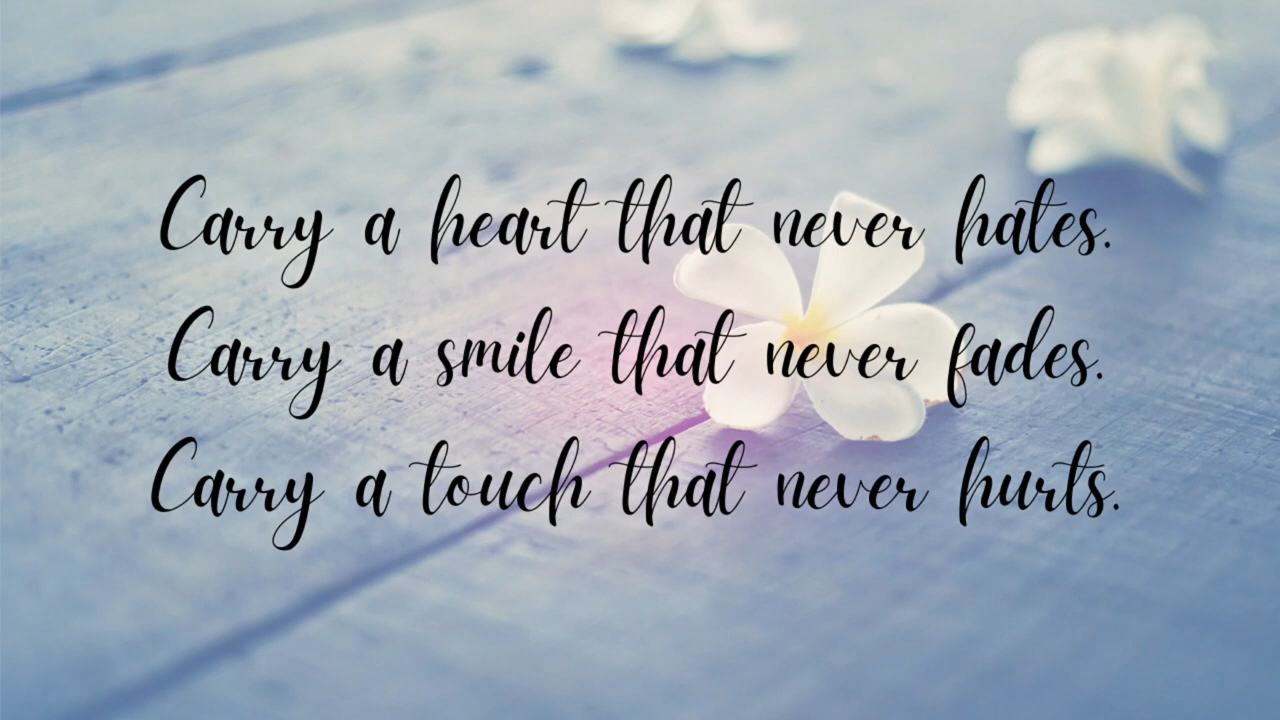 Carry a heart that never hates.
Carry a smile that never fades.
Carry a touch that never hurts.